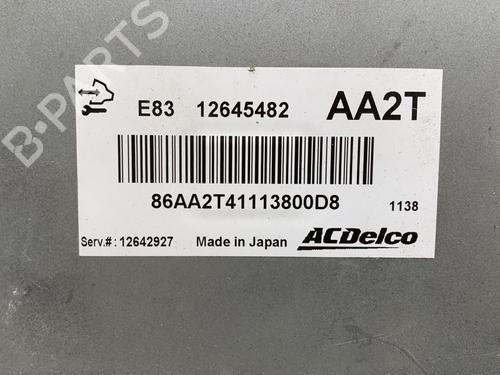 B-PARTS
E83 12645482 AA2T
86AA2T41113800D8 1138
Serv.#: 12642927 Made in Japan ACDelco